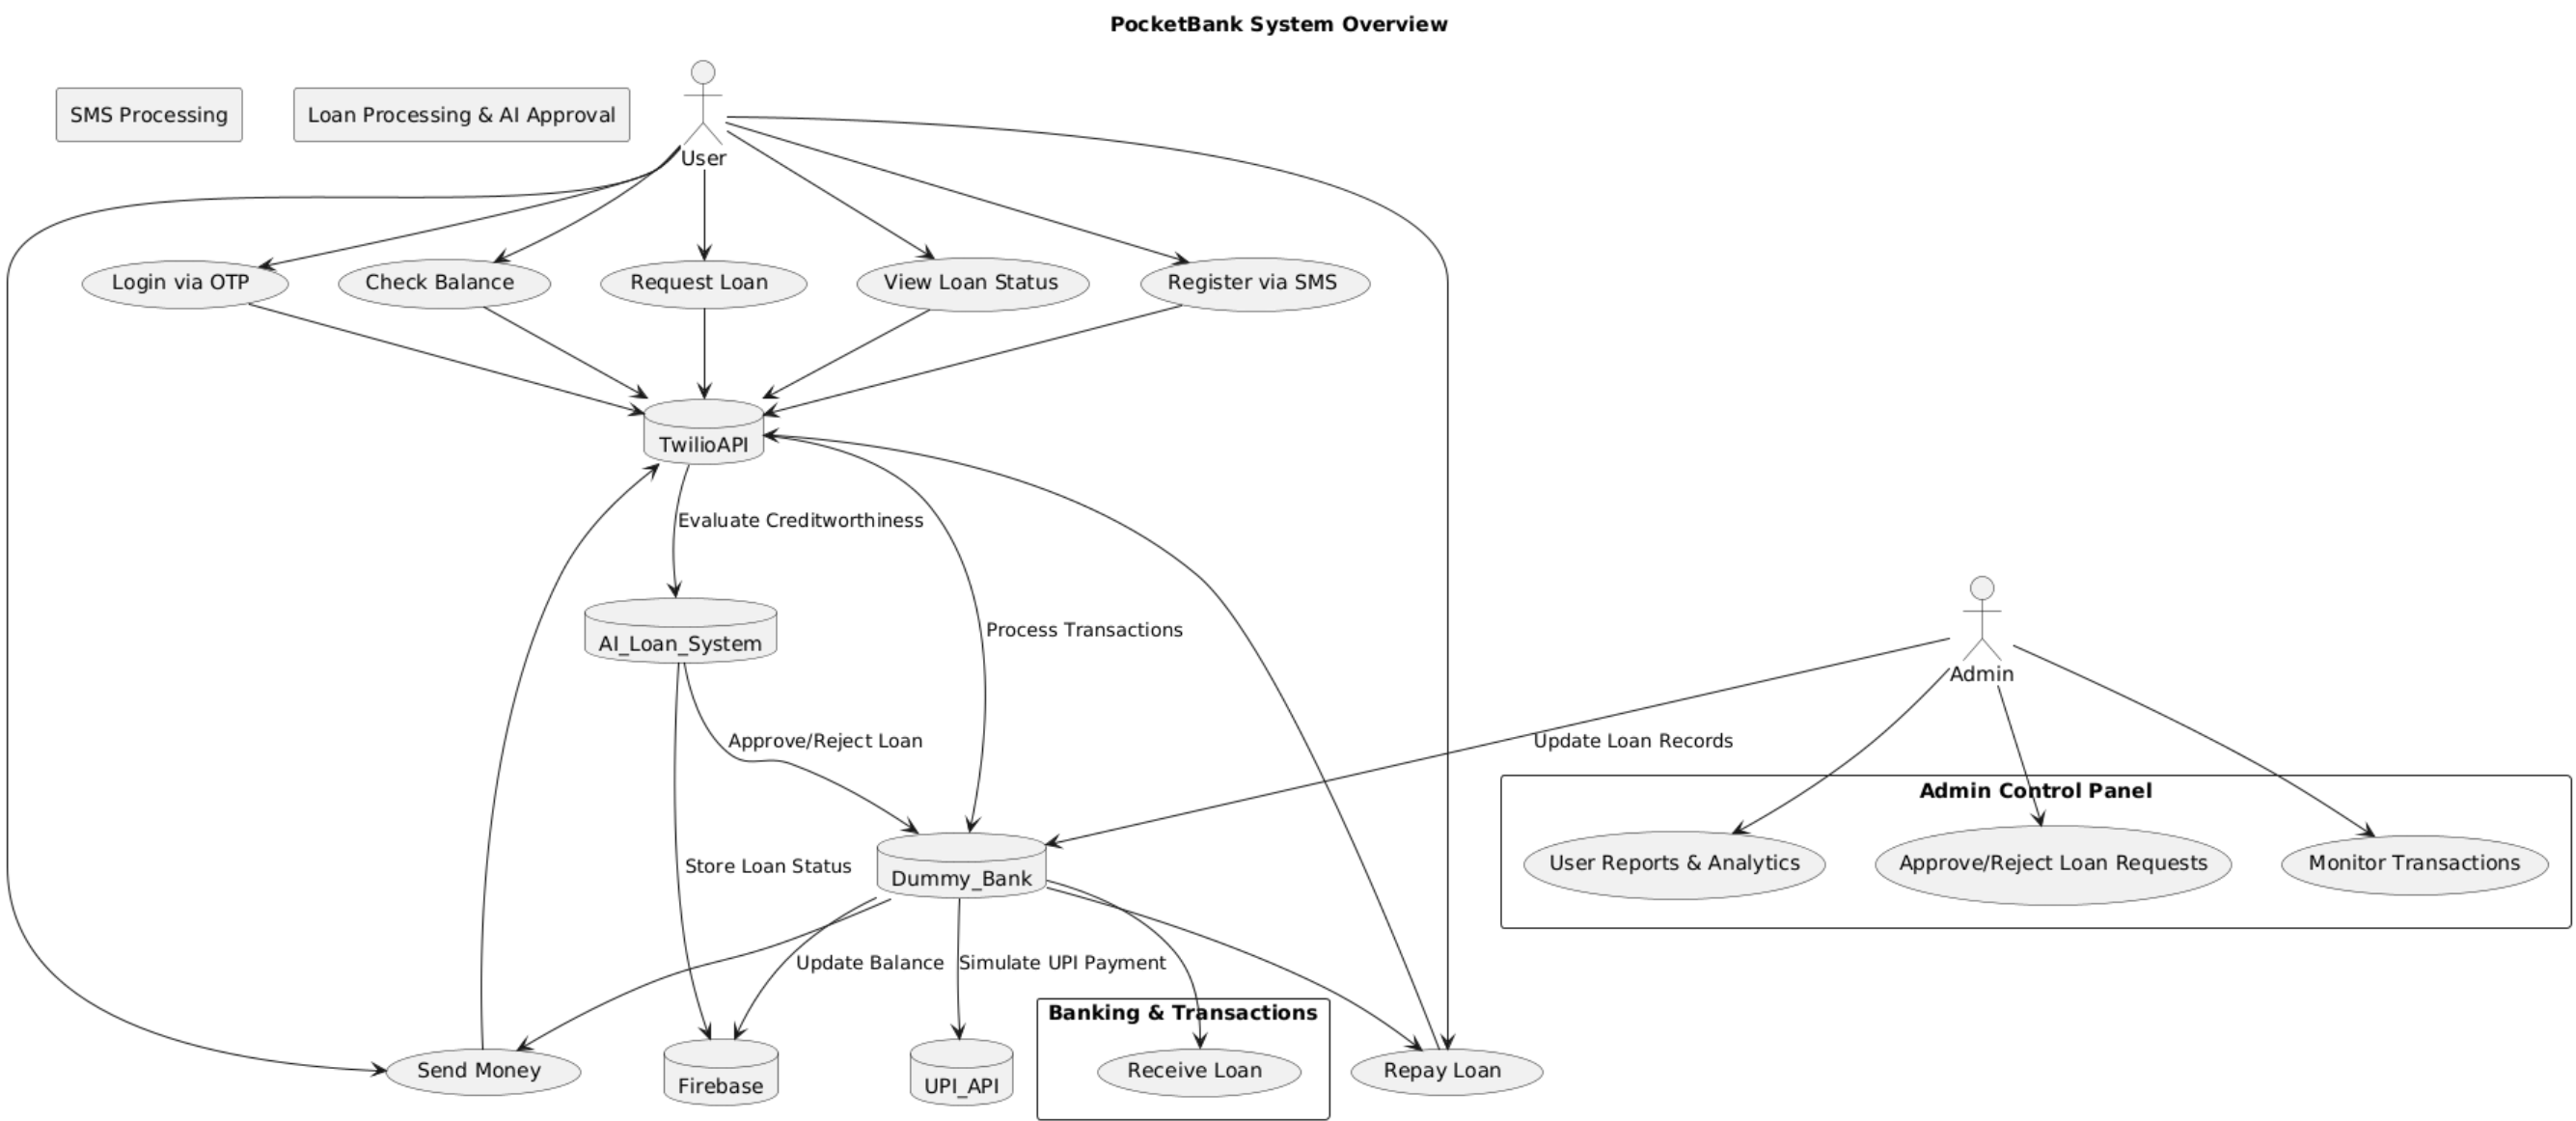 PocketBank System Overview
SMS Processing
Loan Processing & AI Approval
User
Login via OTP
Check Balance
Request Loan
View Loan Status
Register via SMS
TwilioAPI
Evaluate Creditworthiness
AI_Loan_System
Process Transactions
Admin
Approve/Reject Loan
Update Loan Records
Admin Control Panel
User Reports & Analytics
Approve/Reject Loan Requests
Monitor Transactions
Store Loan Status
Dummy_Bank
Update Balance
Simulate UPI Payment
Banking & Transactions
Send Money
Firebase
UPI_API
Receive Loan
Repay Loan